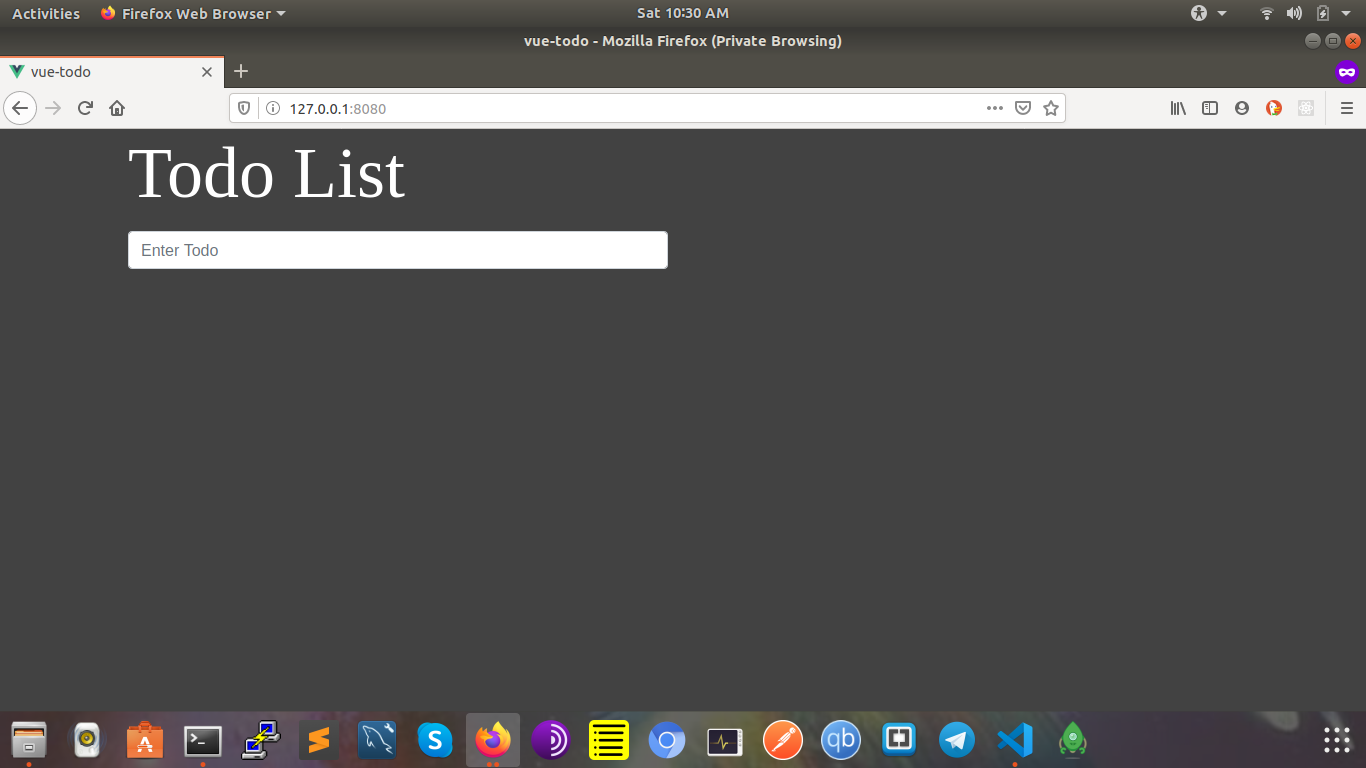 Activities Firefox Web Browser Sat 10:30 AM
vue-todo - Mozilla Firefox (Private Browsing)
vue-todo
127.0.0.1:8080
Todo List
Enter Todo
S qb